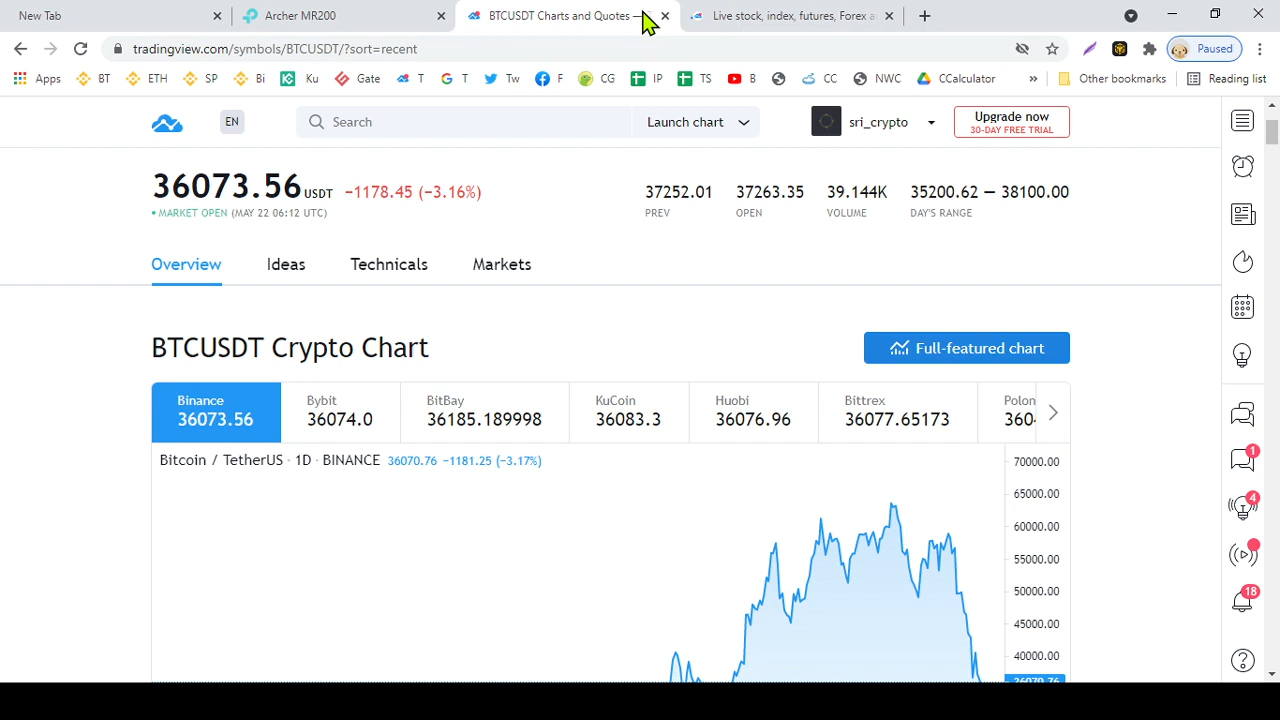 New Tab
Archer MR200
BTCUSDT Charts and Quotes —
Live stock, index, futures, Forex a
tradingview.com/symbols/BTCUSDT/?sort=recent
Paused
Apps BT ETH SP Bi Ku Gate T T Tw F CG IP TS B CC NWC CCalculator » Other bookmarks Reading list
EN
Search
Launch chart
sri_crypto
Upgrade now
30-DAY FREE TRIAL
36073.56 USDT −1178.45 (−3.16%)
MARKET OPEN (MAY 22 06:12 UTC)
37252.01 37263.35 39.144K 35200.62 — 38100.00
PREV OPEN VOLUME DAY'S RANGE
Overview Ideas Technicals Markets
BTCUSDT Crypto Chart
Full-featured chart
Binance Bybit BitBay KuCoin Huobi Bittrex Polon
36073.56 36074.0 36185.189998 36083.3 36076.96 36077.65173 360
Bitcoin / TetherUS · 1D · BINANCE 36070.76 −1181.25 (−3.17%)
70000.00
65000.00
60000.00
55000.00
50000.00
45000.00
40000.00
36070.76
1
4
18